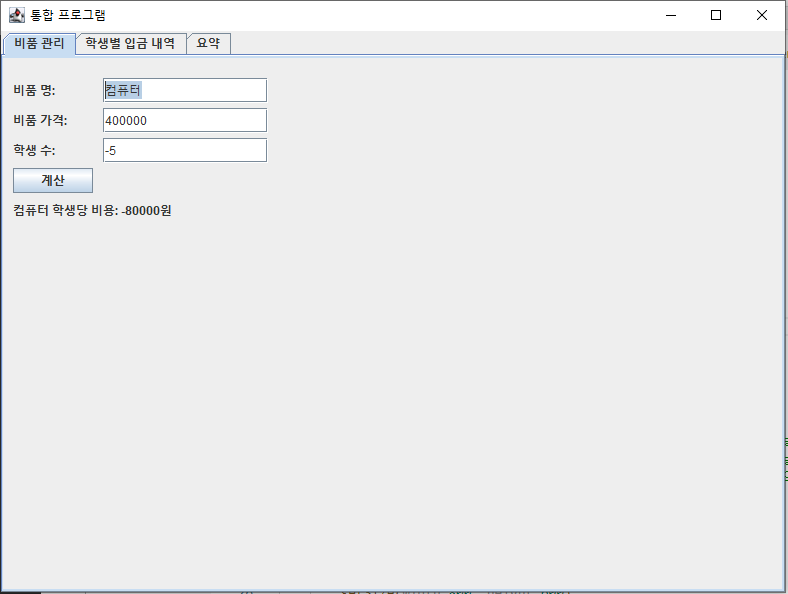 통합 프로그램
비품 관리 학생별 입금 내역 요약
비품 명: 컴퓨터
비품 가격: 400000
학생 수: -5
계산
컴퓨터 학생당 비용: -80000원